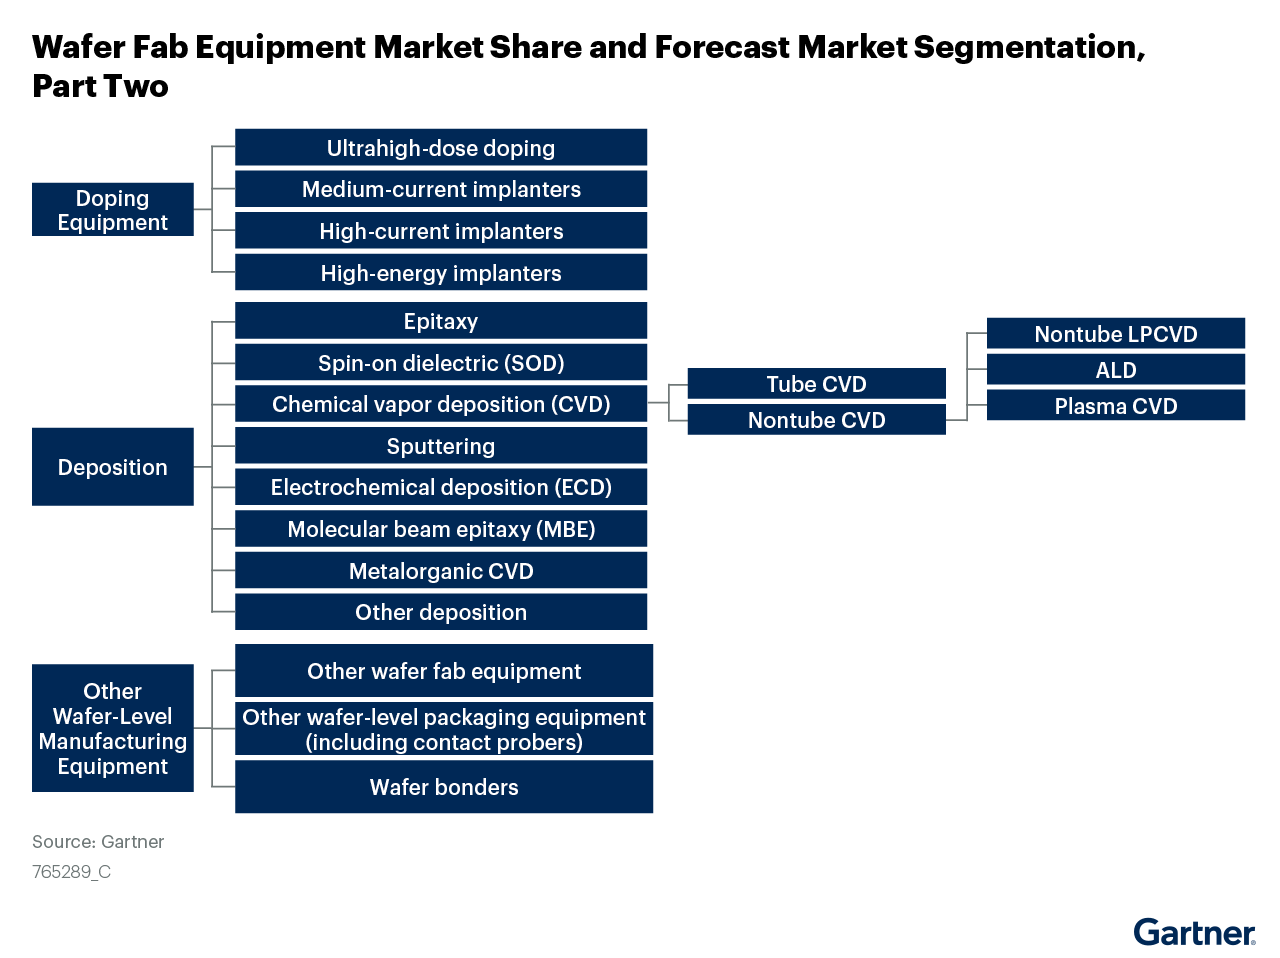 Wafer Fab Equipment Market Share and Forecast Market Segmentation,
Part Two
Doping
Equipment
Ultrahigh-dose doping
Medium-current implanters
High-current implanters
High-energy implanters
Deposition
Epitaxy
Spin-on dielectric (SOD)
Chemical vapor deposition (CVD)
Sputtering
Electrochemical deposition (ECD)
Molecular beam epitaxy (MBE)
Metalorganic CVD
Other deposition
Tube CVD
Nontube CVD
Nontube LPCVD
ALD
Plasma CVD
Other
Wafer-Level
Manufacturing
Equipment
Other wafer fab equipment
Other wafer-level packaging equipment
(including contact probers)
Wafer bonders
Source: Gartner
765289_C
Gartner®